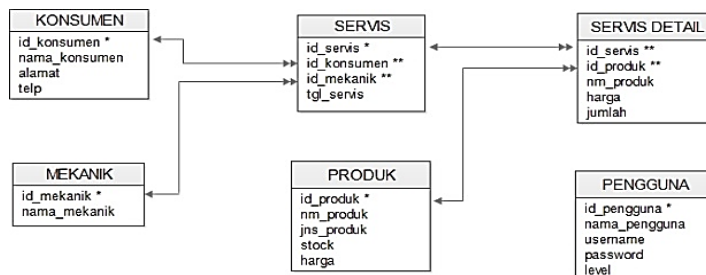 KONSUMEN
id_konsumen *
nama_konsumen
alamat
telp
SERVIS
id_servis *
id_konsumen **
id_mekanik **
tgl_servis
SERVIS DETAIL
id_servis **
id_produk **
nm_produk
harga
jumlah
MEKANIK
id_mekanik *
nama_mekanik
PRODUK
id_produk *
nm_produk
jns_produk
stock
harga
PENGGUNA
id_pengguna *
nama_pengguna
username
password
level